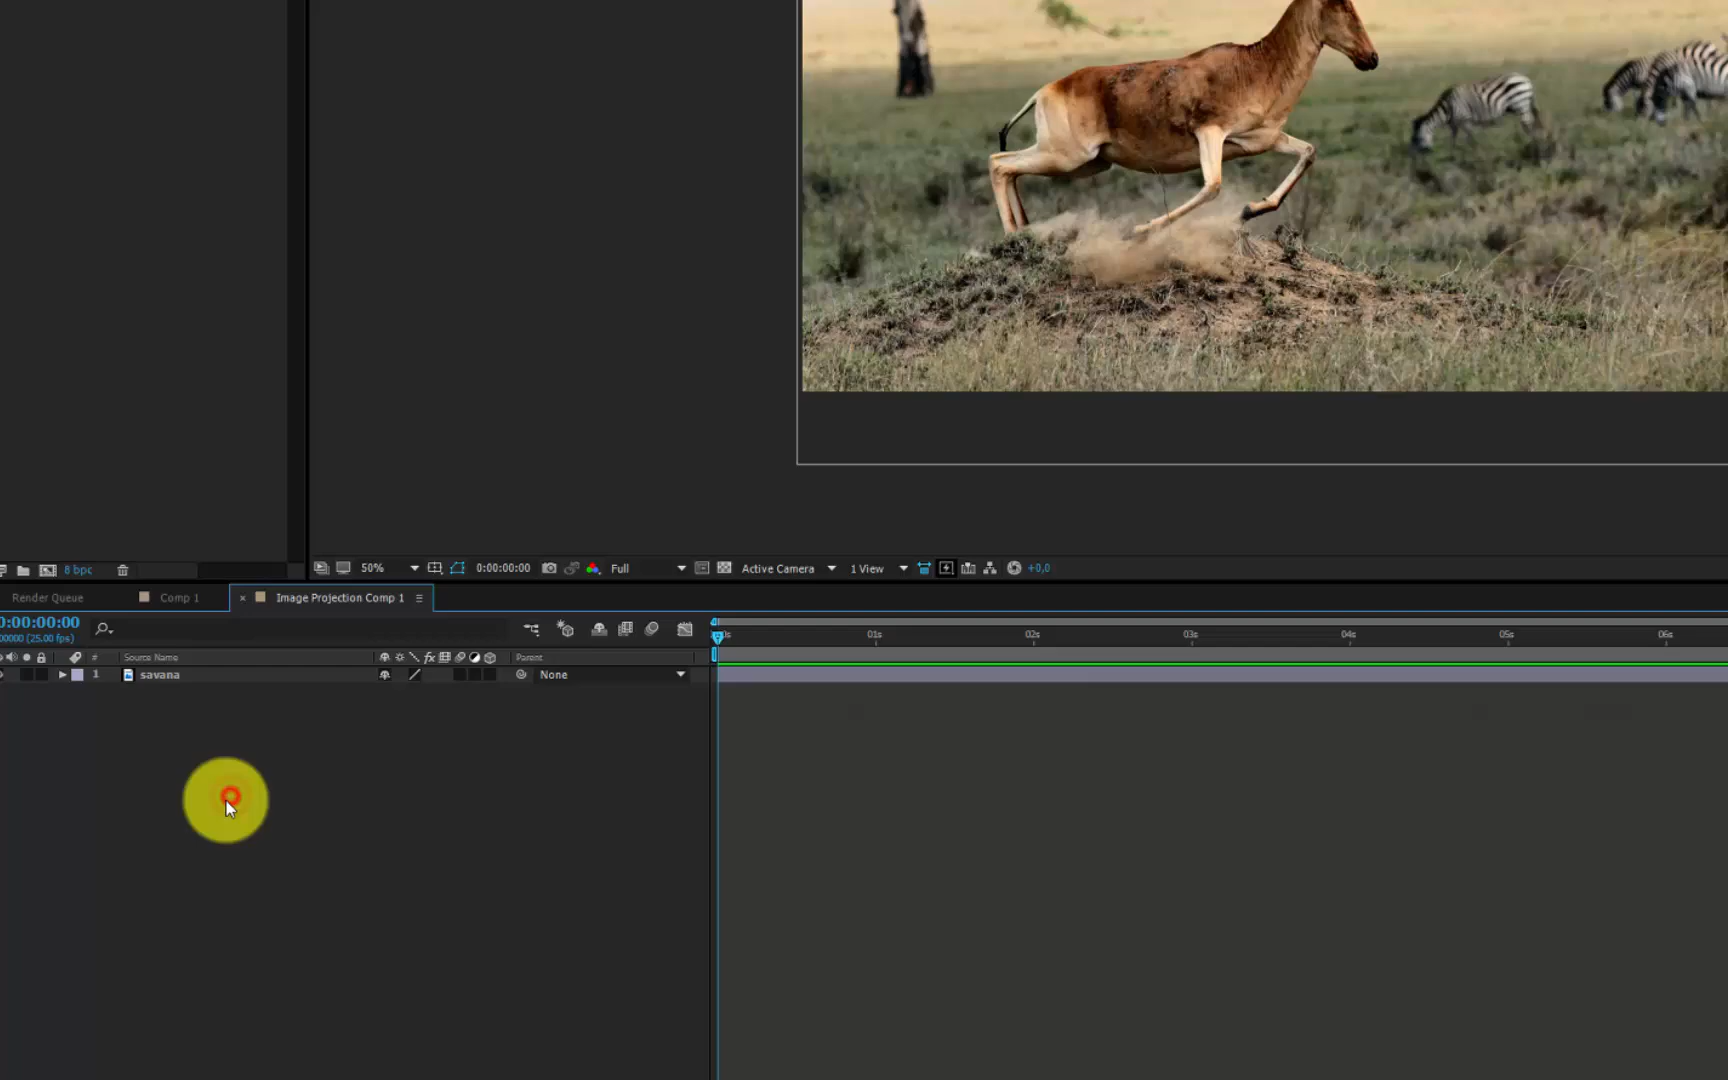 8 bpc
50%
0:00:00:00
Full
Active Camera
1 View
+0,0
Render Queue
Comp 1
× Image Projection Comp 1
0:00:00:00
00000 (25.00 fps)
# Source Name
fx
Parent
1 savana
None
01s
02s
03s
04s
05s
06s